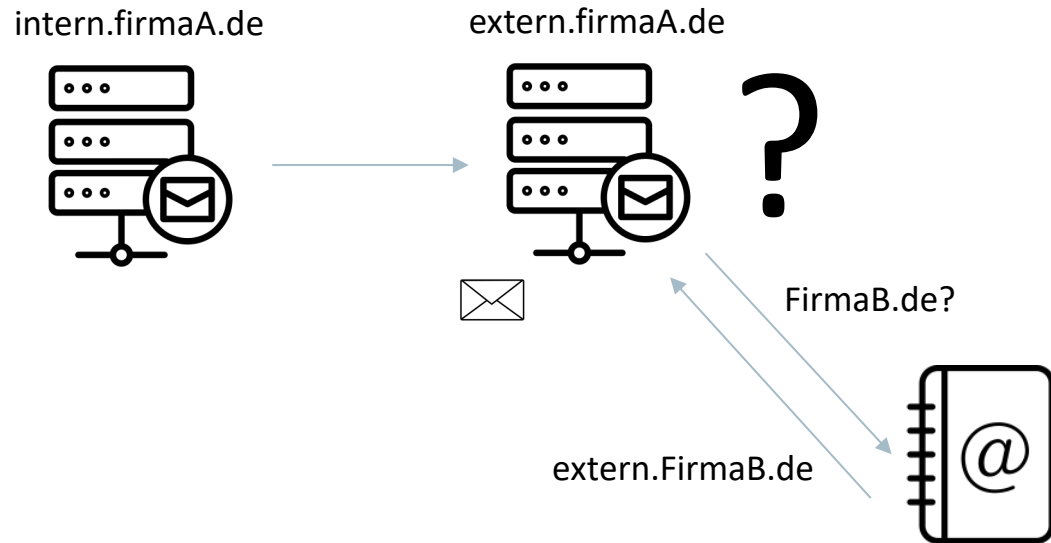 intern.firmaA.de
extern.firmaA.de
?
FirmaB.de?
extern.FirmaB.de
@